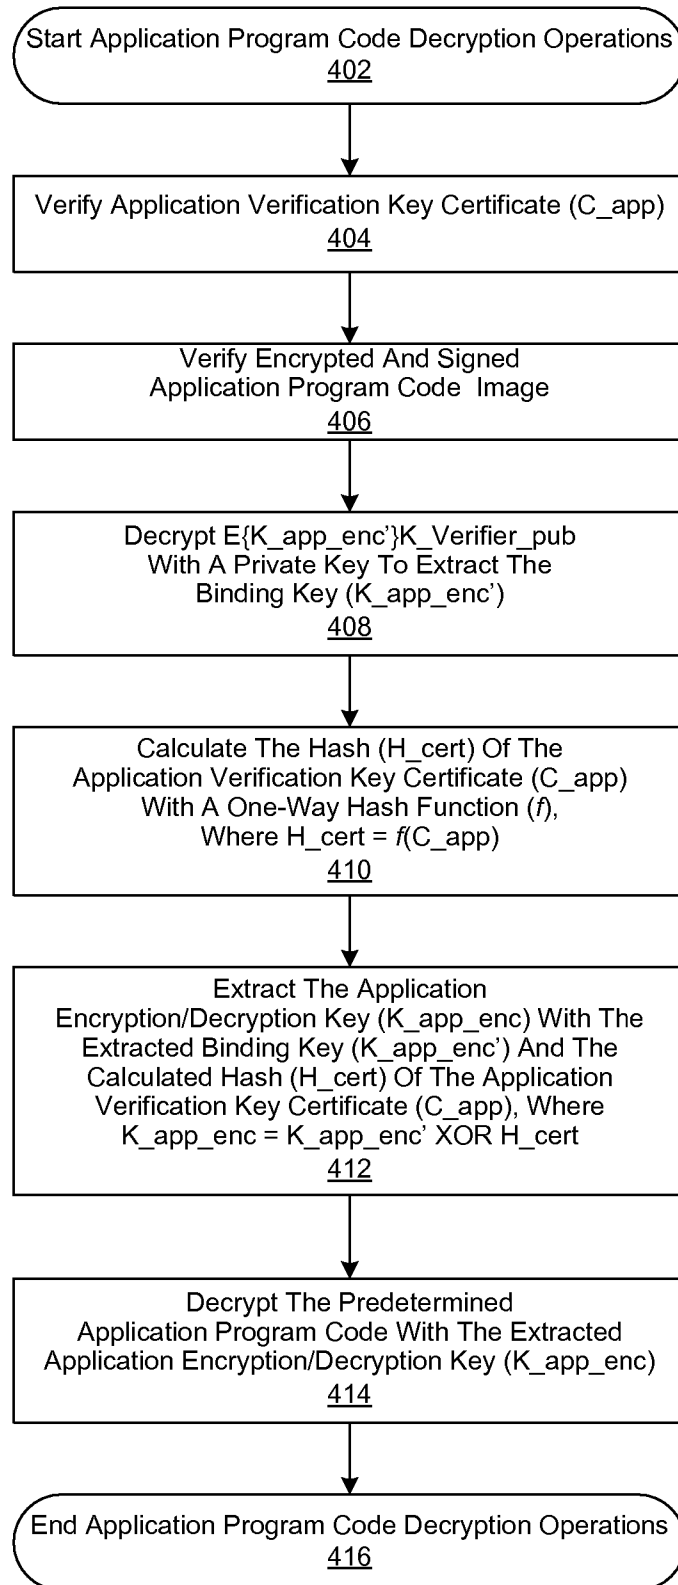 Start Application Program Code Decryption Operations
402
Verify Application Verification Key Certificate (C_app)
404
Verify Encrypted And Signed
Application Program Code Image
406
Decrypt E{K_app_enc’}K_Verifier_pub
With A Private Key To Extract The
Binding Key (K_app_enc’)
408
Calculate The Hash (H_cert) Of The
Application Verification Key Certificate (C_app)
With A One-Way Hash Function (f),
Where H_cert = f(C_app)
410
Extract The Application
Encryption/Decryption Key (K_app_enc) With The
Extracted Binding Key (K_app_enc’) And The
Calculated Hash (H_cert) Of The Application
Verification Key Certificate (C_app), Where
K_app_enc = K_app_enc’ XOR H_cert
412
Decrypt The Predetermined
Application Program Code With The Extracted
Application Encryption/Decryption Key (K_app_enc)
414
End Application Program Code Decryption Operations
416